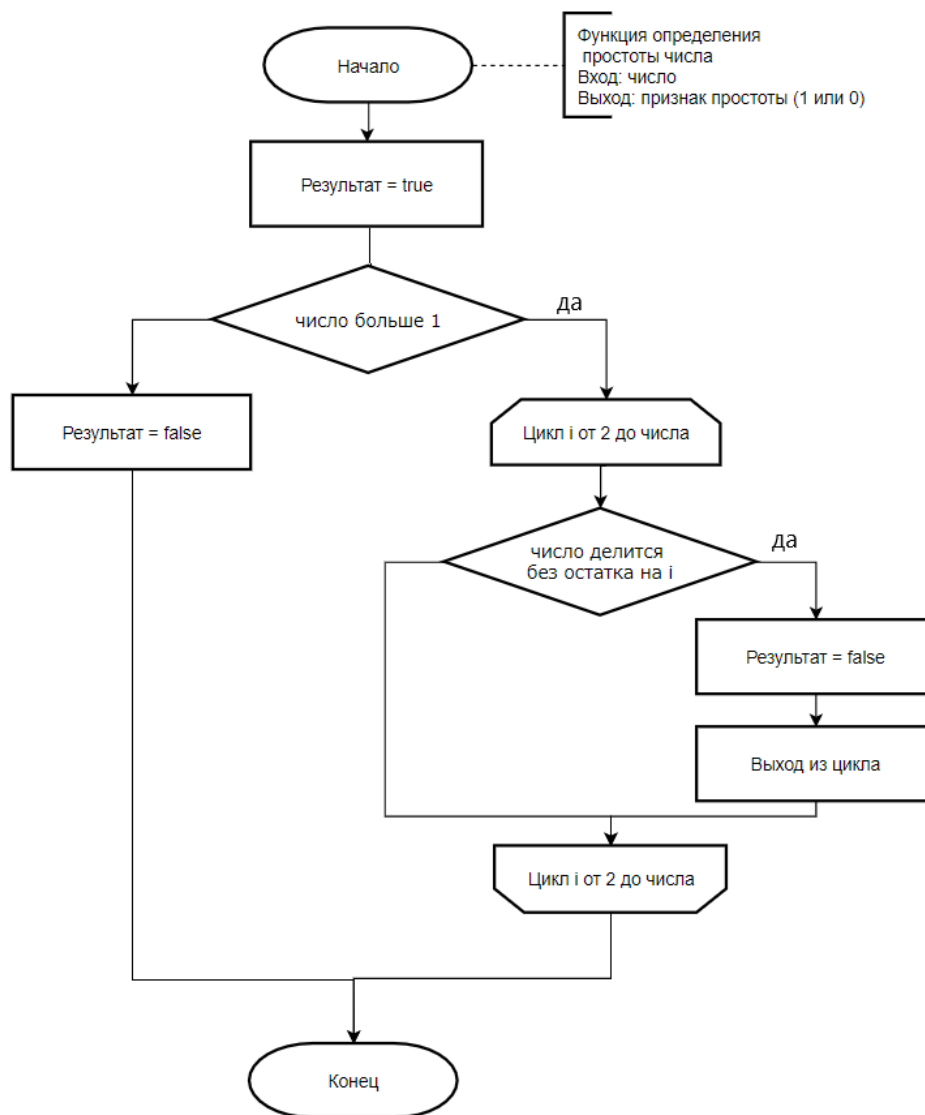 Начало
Функция определения
простоты числа
Вход: число
Выход: признак простоты (1 или 0)
Результат = true
число больше 1
да
Результат = false
Цикл i от 2 до числа
число делится
без остатка на i
да
Результат = false
Выход из цикла
Цикл i от 2 до числа
Конец